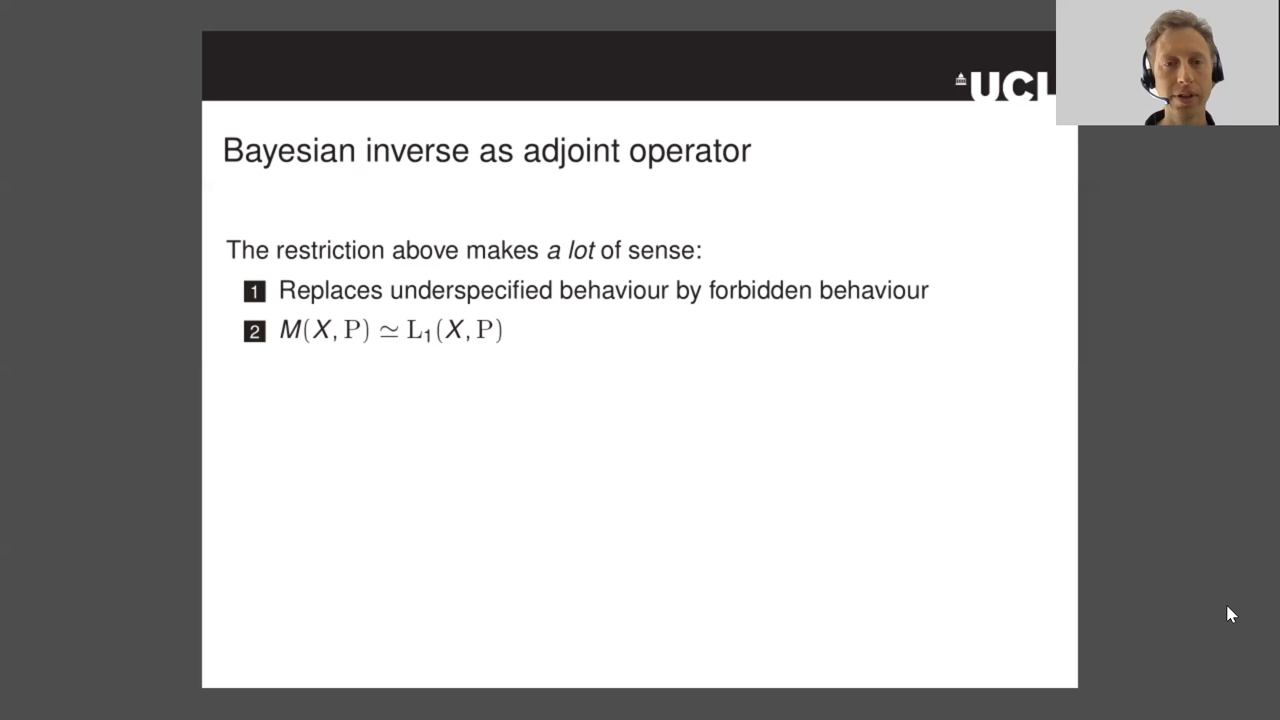 UCL
Bayesian inverse as adjoint operator
The restriction above makes a lot of sense:
1 Replaces underspecified behaviour by forbidden behaviour
2 M(X, P) ≃ L₁(X, P)